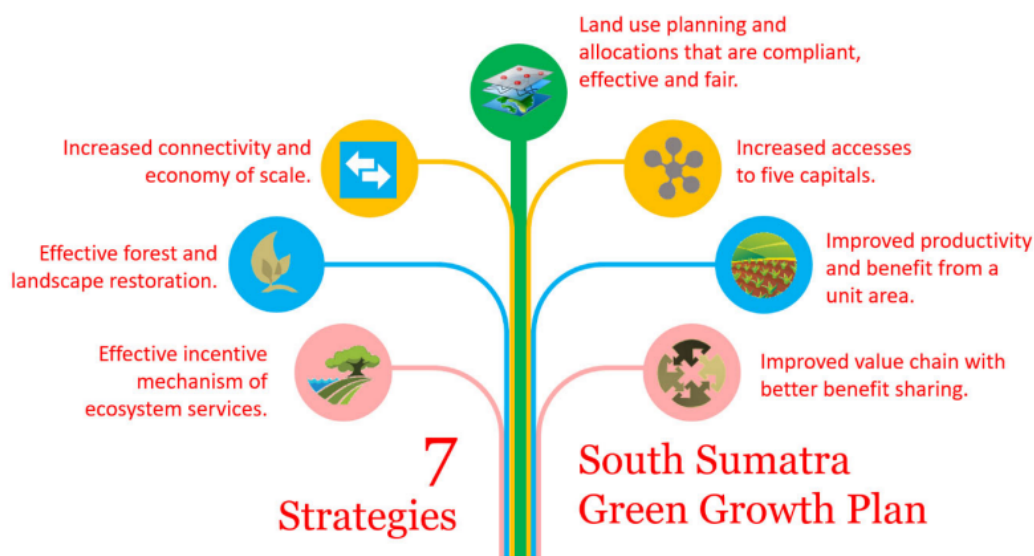 Land use planning and
allocations that are compliant,
effective and fair.
Increased connectivity and
economy of scale.
Increased accesses
to five capitals.
Effective forest and
landscape restoration.
Improved productivity
and benefit from a
unit area.
Effective incentive
mechanism of
ecosystem services.
Improved value chain with
better benefit sharing.
7
Strategies
South Sumatra
Green Growth Plan